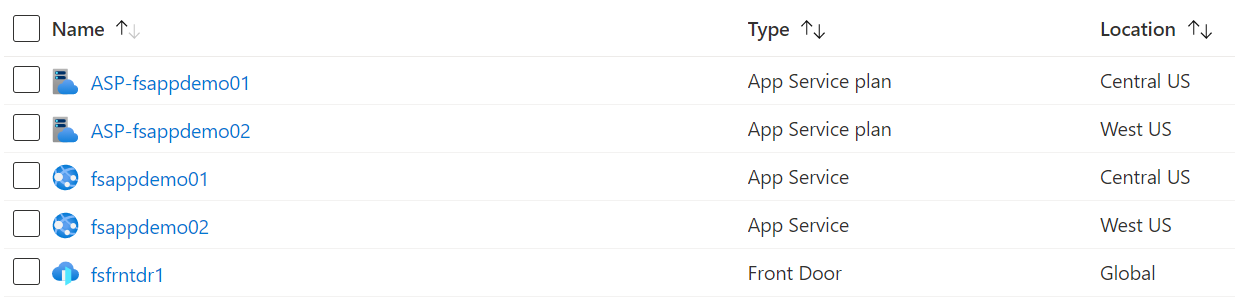 Name Type Location
ASP-fsappdemo01 App Service plan Central US
ASP-fsappdemo02 App Service plan West US
fsappdemo01 App Service Central US
fsappdemo02 App Service West US
fsfrntdr1 Front Door Global